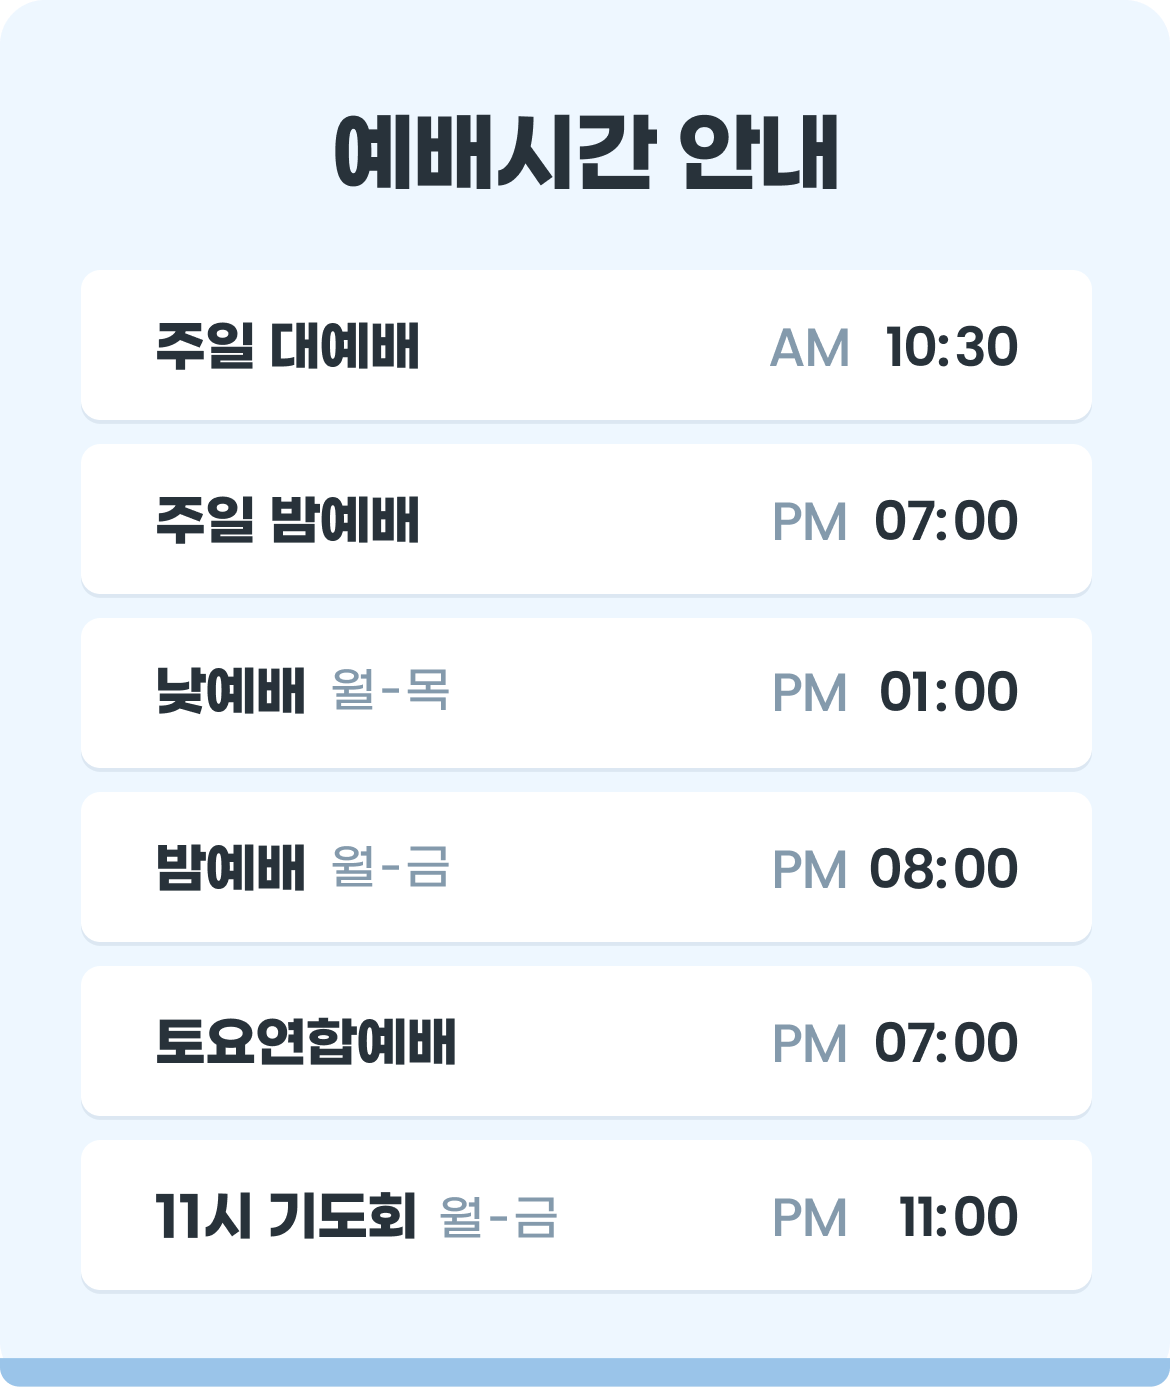 예배시간 안내
주일 대예배 AM 10:30
주일 밤예배 PM 07:00
낮예배 월-목 PM 01:00
밤예배 월-금 PM 08:00
토요연합예배 PM 07:00
11시 기도회 월-금 PM 11:00